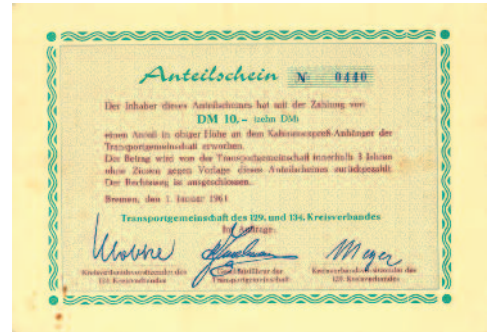 Anteilschein N 0440
Der Inhaber dieses Anteilscheines hat mit der Zahlung von
DM 10.– (zehn DM)
einen Anteil in obiger Höhe an dem Kabinenpreß-Anhänger der
Transportgemeinschaft erworben.
Der Betrag wird von der Transportgemeinschaft innerhalb 3 Jahren
ohne Zinsen gegen Vorlage dieses Anteilscheines zurückgezahlt
Der Rechtsweg ist ausgeschlossen.
Bremen, den 1. Januar 1961
Transportgemeinschaft des 129. und 134. Kreisverbandes
Im Auftrage:
Meyer
Kreisverbandsvorsitzender des Geschäftsführer der Kreisverbandsvorsitzender des
134. Kreisverbandes Transportgemeinschaft 129. Kreisverbandes